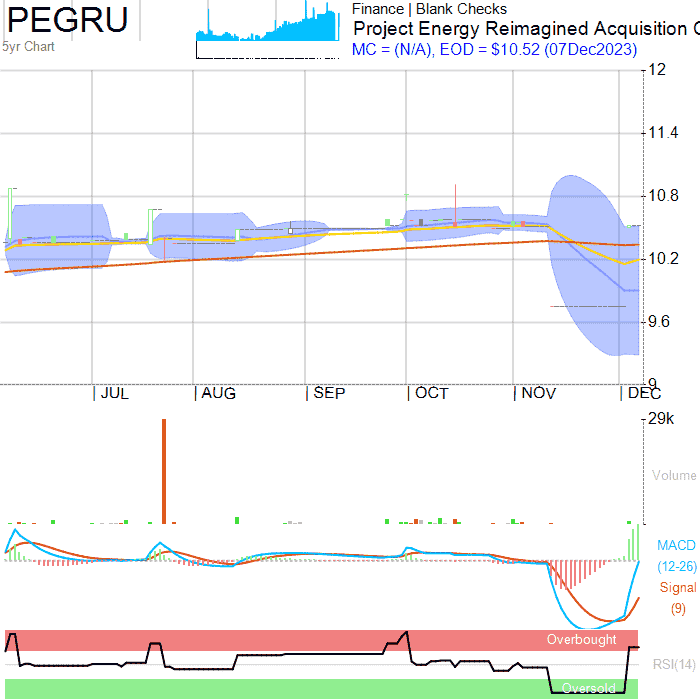 PEGRU
5yr Chart
Finance | Blank Checks
Project Energy Reimagined Acquisition
MC = (N/A), EOD = $10.52 (07Dec2023)
12
11.4
10.8
10.2
9.6
9
JUL AUG SEP OCT NOV DEC
29k
Volume
MACD
(12-26)
Signal
(9)
Overbought
RSI(14)
Oversold